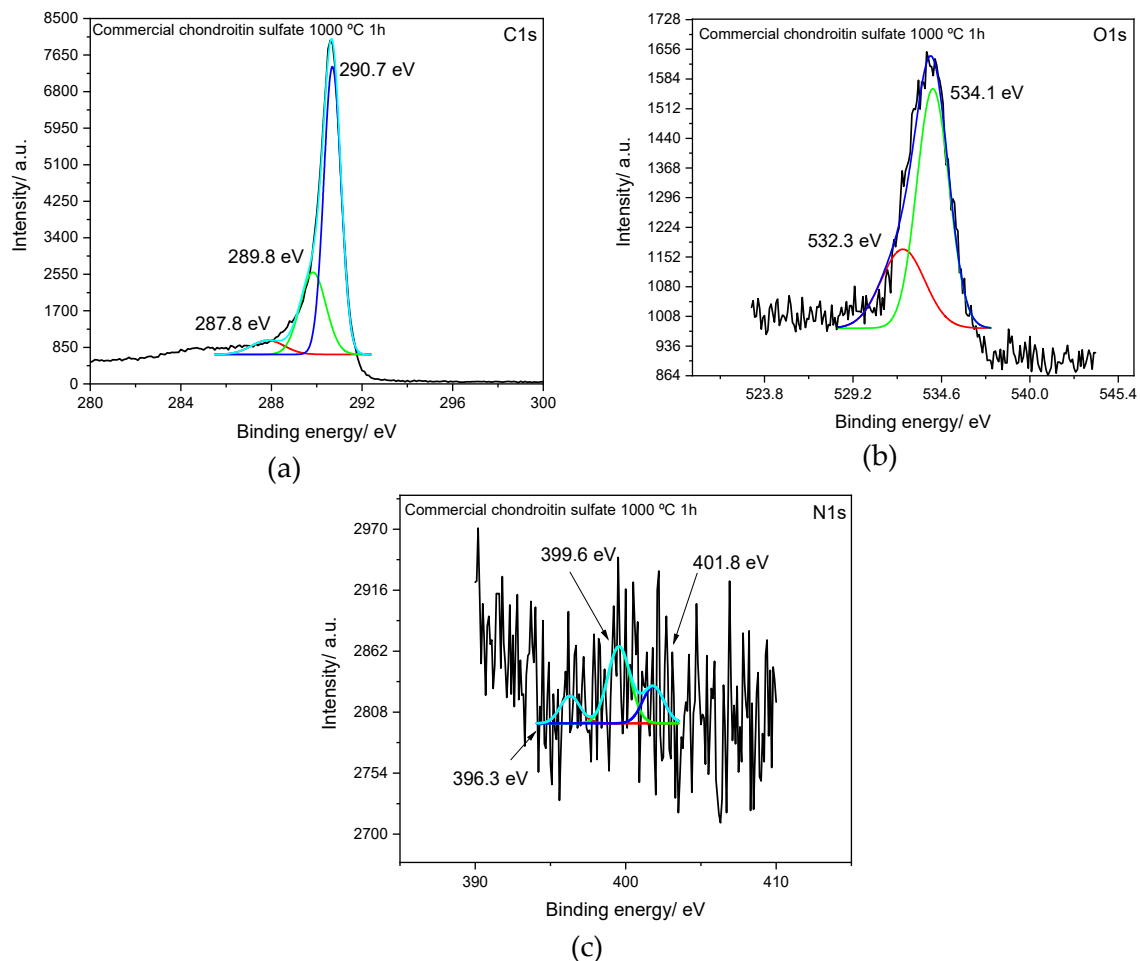 Commercial chondroitin sulfate 1000 ºC 1h
C1s
290.7 eV
289.8 eV
287.8 eV
8500
7650
6800
5950
5100
4250
3400
2550
1700
850
0
280
284
288
292
296
300
Intensity/ a.u.
Binding energy/ eV
(a)
Commercial chondroitin sulfate 1000 ºC 1h
O1s
534.1 eV
532.3 eV
1728
1656
1584
1512
1440
1368
1296
1224
1152
1080
1008
936
864
523.8
529.2
534.6
540.0
545.4
Intensity/ a.u.
Binding energy/ eV
(b)
Commercial chondroitin sulfate 1000 ºC 1h
N1s
399.6 eV
401.8 eV
396.3 eV
2970
2916
2862
2808
2754
2700
390
400
410
Intensity/ a.u.
Binding energy/ eV
(c)